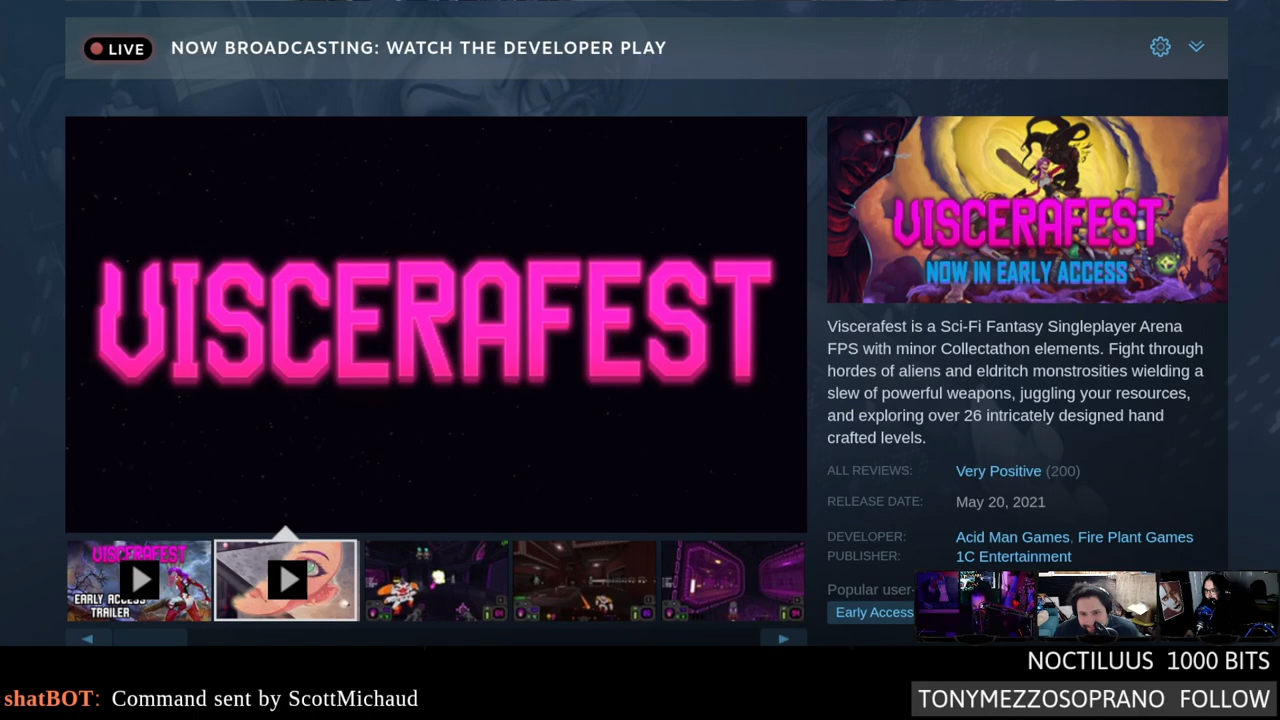 LIVE NOW BROADCASTING: WATCH THE DEVELOPER PLAY
VISCERAFEST
VISCERAFEST
NOW IN EARLY ACCESS
Viscerafest is a Sci-Fi Fantasy Singleplayer Arena
FPS with minor Collectathon elements. Fight through
hordes of aliens and eldritch monstrosities wielding a
slew of powerful weapons, juggling your resources,
and exploring over 26 intricately designed hand
crafted levels.
ALL REVIEWS: Very Positive (200)
RELEASE DATE: May 20, 2021
DEVELOPER: Acid Man Games, Fire Plant Games
PUBLISHER: 1C Entertainment
Popular user-
Early Access
VISCERAFEST
EARLY ACCESS
TRAILER
NOCTILUUS 1000 BITS
shatBOT: Command sent by ScottMichaud
TONYMEZZOSOPRANO FOLLOW